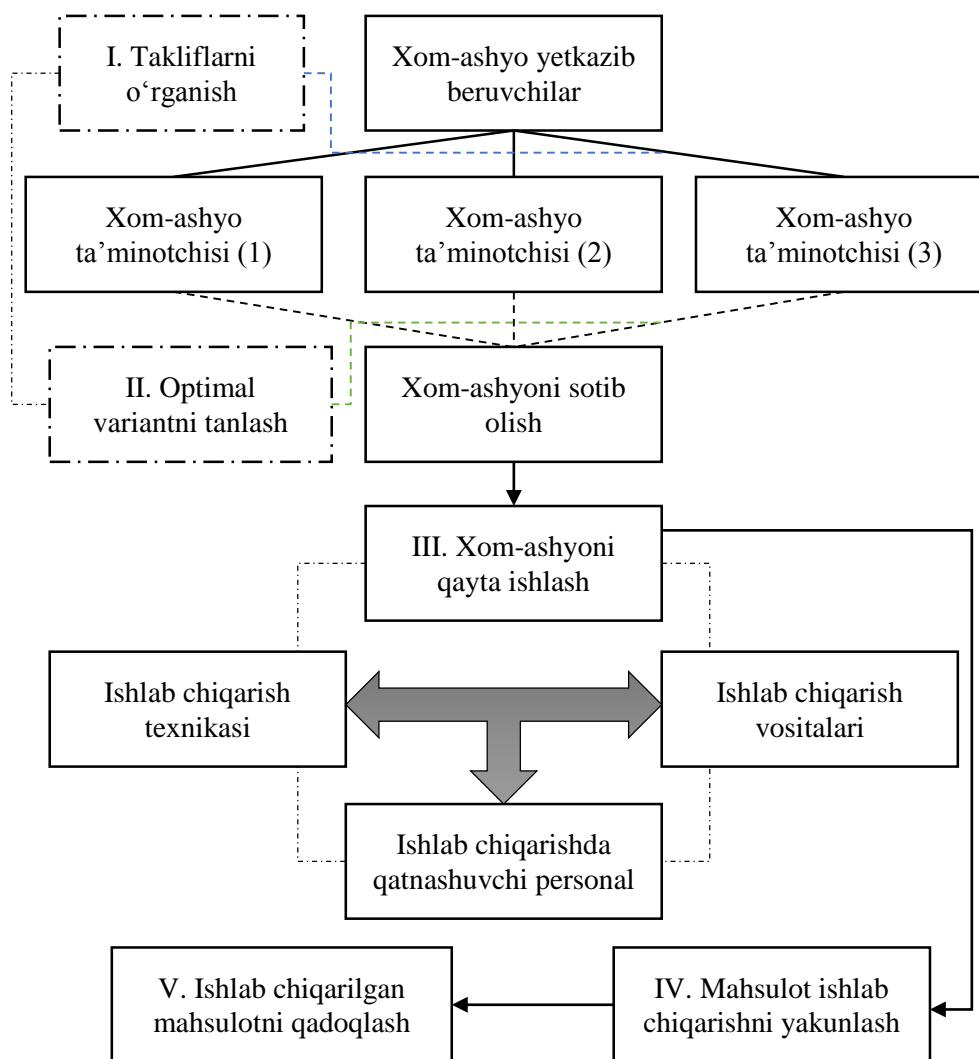 I. Takliflarni
o‘rganish
Xom-ashyo yetkazib
beruvchilar
Xom-ashyo
ta’minotchisi (1)
Xom-ashyo
ta’minotchisi (2)
Xom-ashyo
ta’minotchisi (3)
II. Optimal
variantni tanlash
Xom-ashyoni sotib
olish
III. Xom-ashyoni
qayta ishlash
Ishlab chiqarish
texnikasi
Ishlab chiqarish
vositalari
Ishlab chiqarishda
qatnashuvchi personal
V. Ishlab chiqarilgan
mahsulotni qadoqlash
IV. Mahsulot ishlab
chiqarishni yakunlash